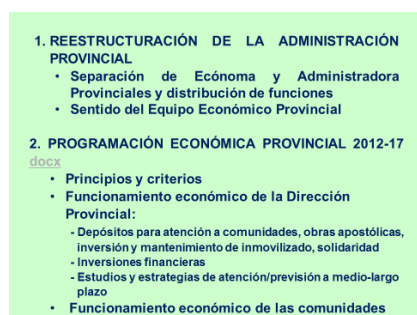 1. REESTRUCTURACIÓN DE LA ADMINISTRACIÓN
PROVINCIAL
• Separación de Ecónoma y Administradora
Provinciales y distribución de funciones
• Sentido del Equipo Económico Provincial
2. PROGRAMACIÓN ECONÓMICA PROVINCIAL 2012-17
docx
• Principios y criterios
• Funcionamiento económico de la Dirección
Provincial:
- Depósitos para atención a comunidades, obras apostólicas,
inversión y mantenimiento de inmovilizado, solidaridad
- Inversiones financieras
- Estudios y estrategias de atención/previsión a medio-largo
plazo
• Funcionamiento económico de las comunidades